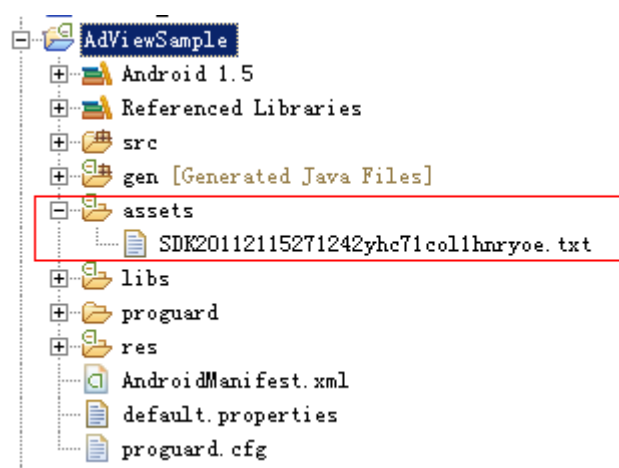 AdViewSample
Android 1.5
Referenced Libraries
src
gen [Generated Java Files]
assets
SDK20112115271242yhc71col1hnryoe.txt
libs
proguard
res
AndroidManifest.xml
default.properties
proguard.cfg